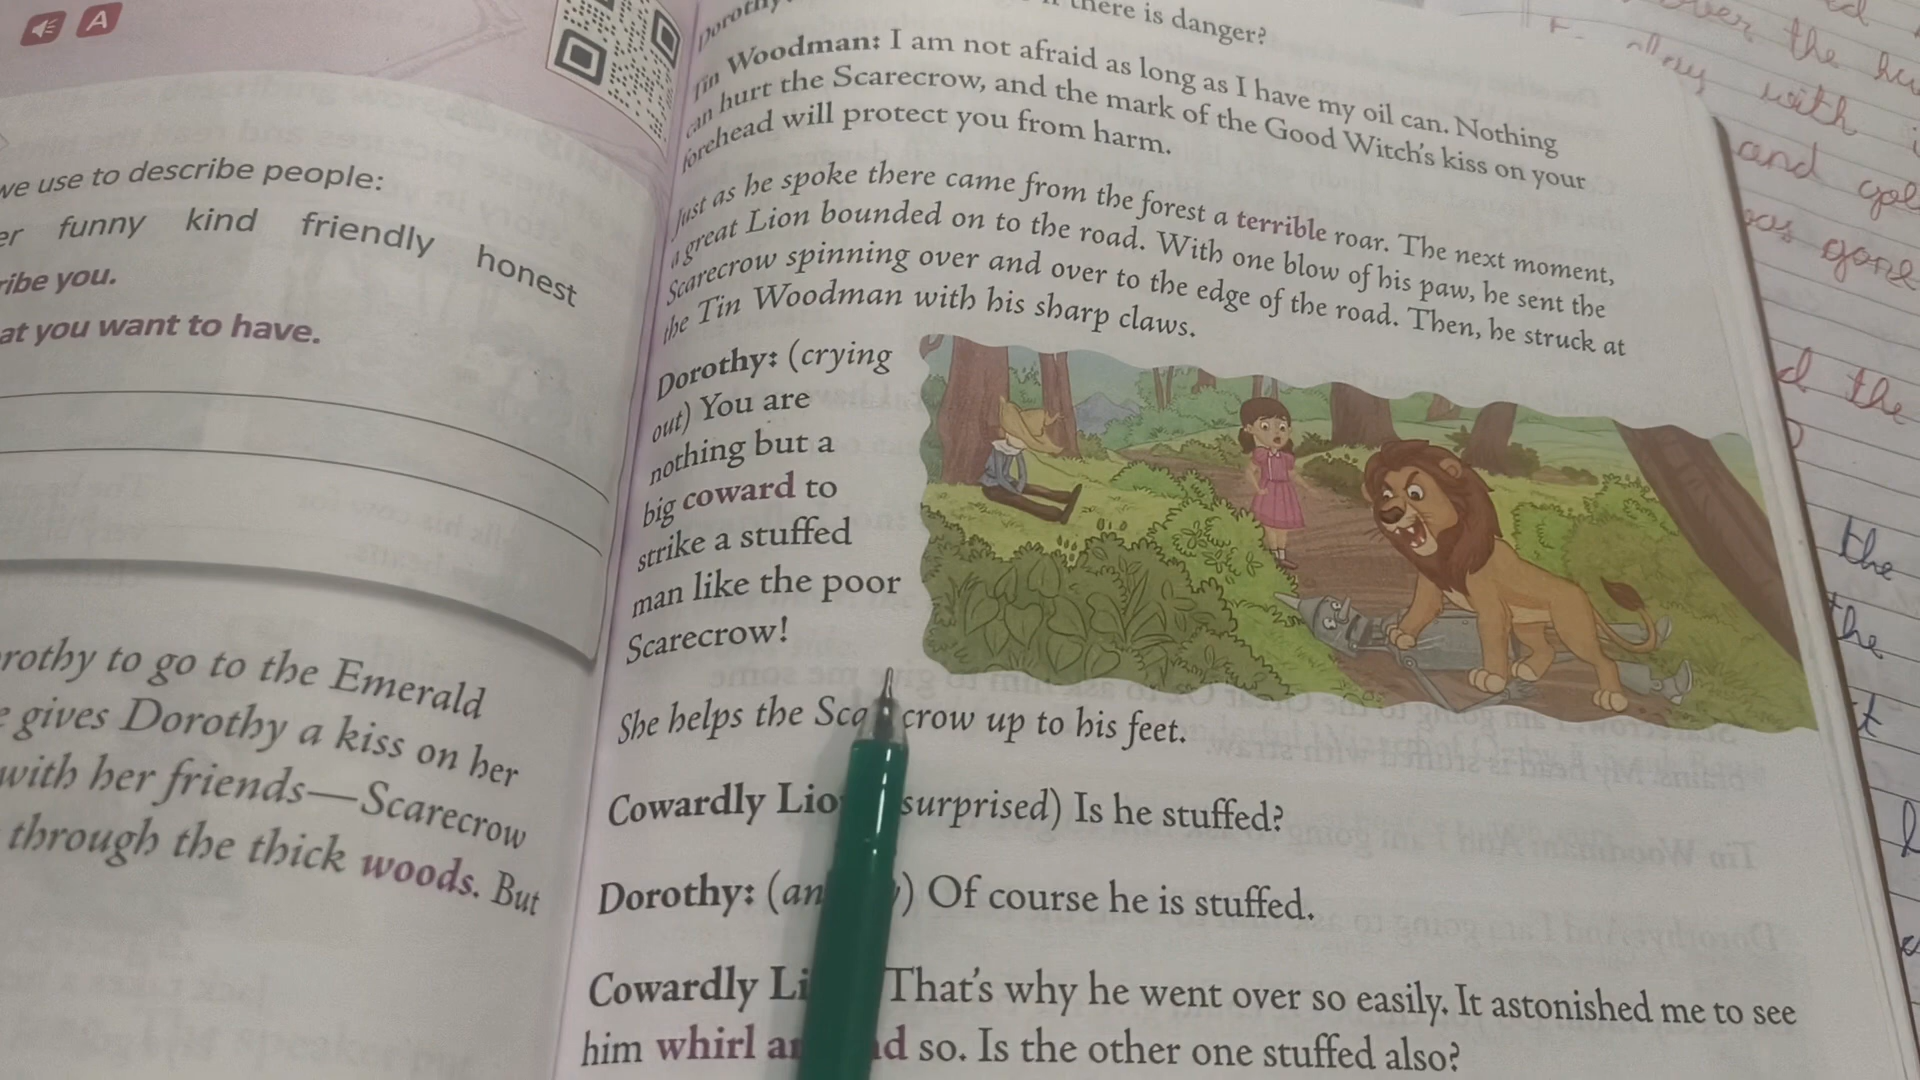 A
we use to describe people:
funny kind friendly honest
ribe you.
at you want to have.
rothy to go to the Emerald
gives Dorothy a kiss on her
with her friends—Scarecrow
through the thick woods. But
Dorothy
there is danger?
Tin Woodman: I am not afraid as long as I have my oil can. Nothing
can hurt the Scarecrow, and the mark of the Good Witch's kiss on your
forehead will protect you from harm.
Just as he spoke there came from the forest a terrible roar. The next moment,
a great Lion bounded on to the road. With one blow of his paw, he sent the
Scarecrow spinning over and over to the edge of the road. Then, he struck at
the Tin Woodman with his sharp claws.
Dorothy: (crying
out) You are
nothing but a
big coward to
strike a stuffed
man like the poor
Scarecrow!
She helps the Sca crow up to his feet.
Cowardly Lio surprised) Is he stuffed?
Dorothy: (an ) Of course he is stuffed.
Cowardly Li That's why he went over so easily. It astonished me to see
him whirl a d so. Is the other one stuffed also?
over the
with
and
gone
d the
the
the